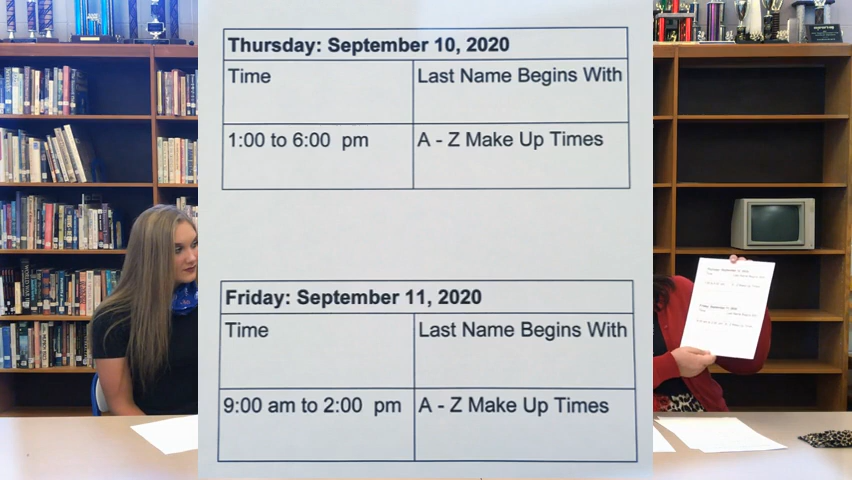 Thursday: September 10, 2020
Time Last Name Begins With
1:00 to 6:00 pm A - Z Make Up Times
Friday: September 11, 2020
Time Last Name Begins With
9:00 am to 2:00 pm A - Z Make Up Times